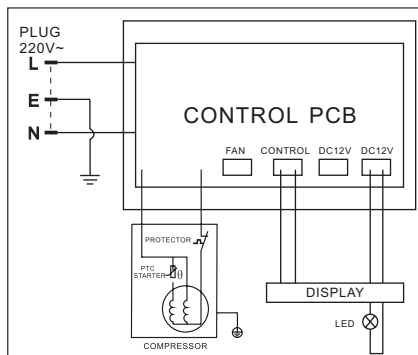 PLUG
220V~
L
E
N
CONTROL PCB
FAN CONTROL DC12V DC12V
PROTECTOR
PTC
STARTER
θ
COMPRESSOR
DISPLAY
LED